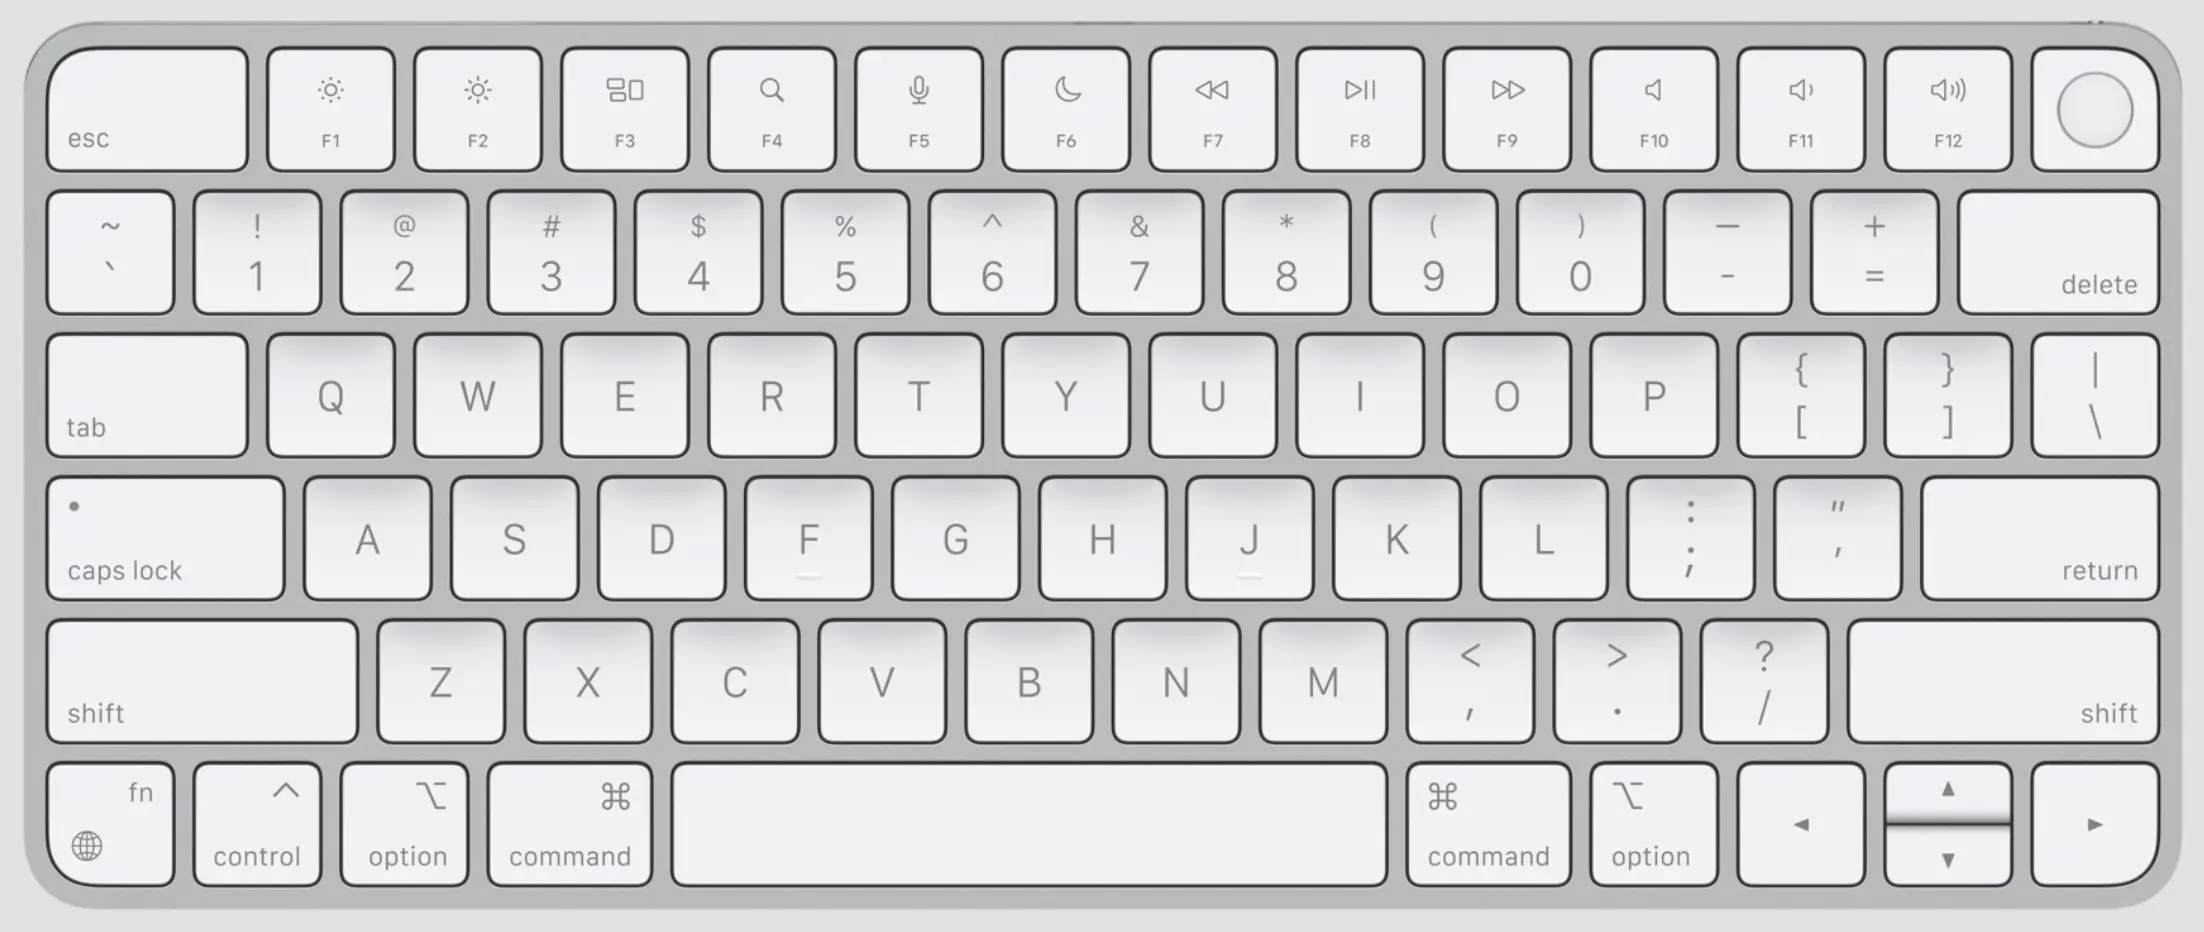 esc F1 F2 F3 F4 F5 F6 F7 F8 F9 F10 F11 F12
~ ! @ # $ % ^ & * ( ) — +
` 1 2 3 4 5 6 7 8 9 0 - = delete
tab Q W E R T Y U I O P { [ } ] | \
caps lock A S D F G H J K L : ; " ' return
shift Z X C V B N M < , > . ? / shift
fn ^ ⌥ ⌘ ⌘ ⌥ ◀ ▲ ▶
control option command command option ▼